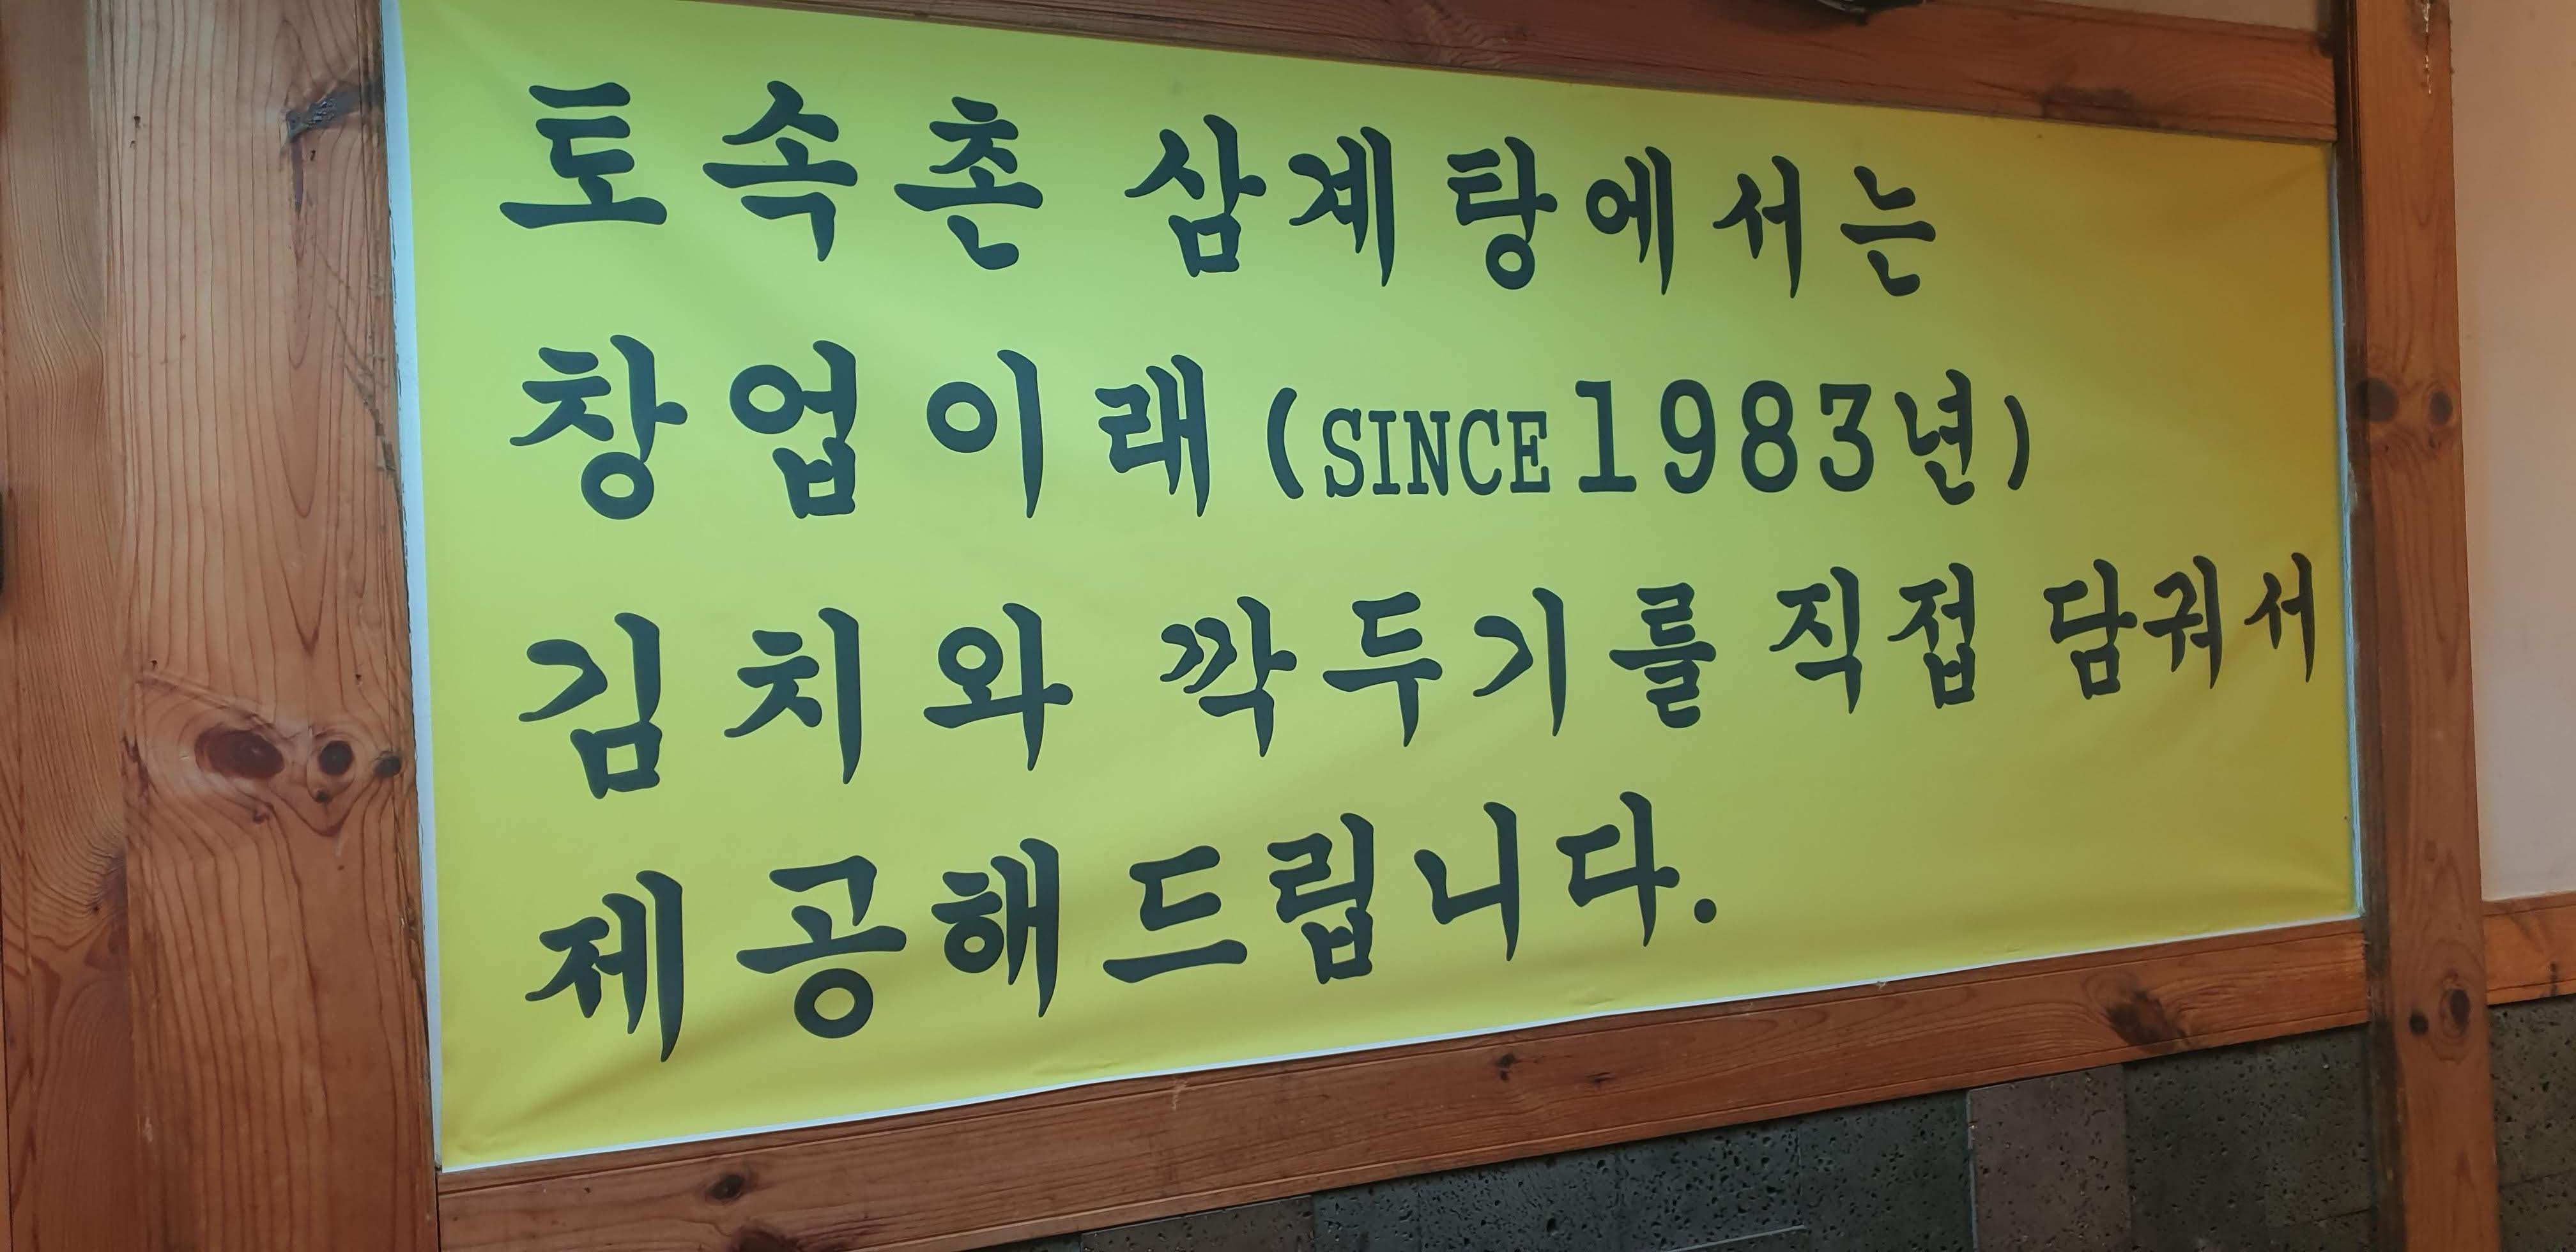 토속촌 삼계탕에서는
창업이래 (SINCE 1983년)
김치와 깍두기를 직접 담궈서
제공해드립니다.